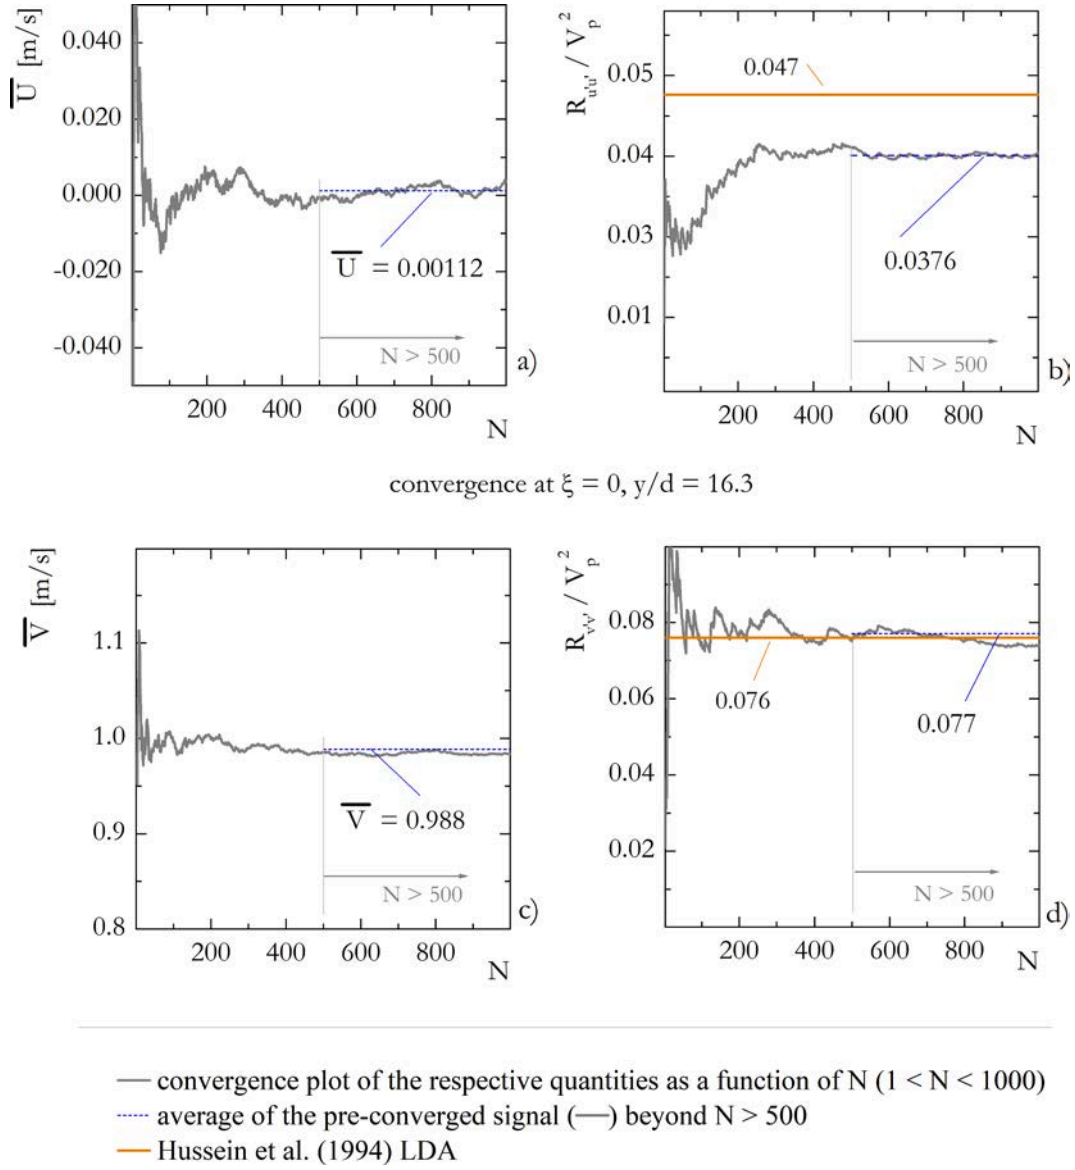 U [m/s]
0.040
0.020
0.000
-0.020
-0.040
U = 0.00112
N > 500
a)
200 400 600 800
N
R u'u' / V p 2
0.05
0.04
0.03
0.01
0.047
0.0376
N > 500
b)
200 400 600 800
N
convergence at ξ = 0, y/d = 16.3
V [m/s]
1.1
1.0
0.9
0.8
V = 0.988
N > 500
c)
200 400 600 800
N
R v'v' / V p 2
0.08
0.06
0.04
0.02
0.076
0.077
N > 500
d)
200 400 600 800
N
convergence plot of the respective quantities as a function of N (1 < N < 1000)
average of the pre-converged signal (—) beyond N > 500
Hussein et al. (1994) LDA